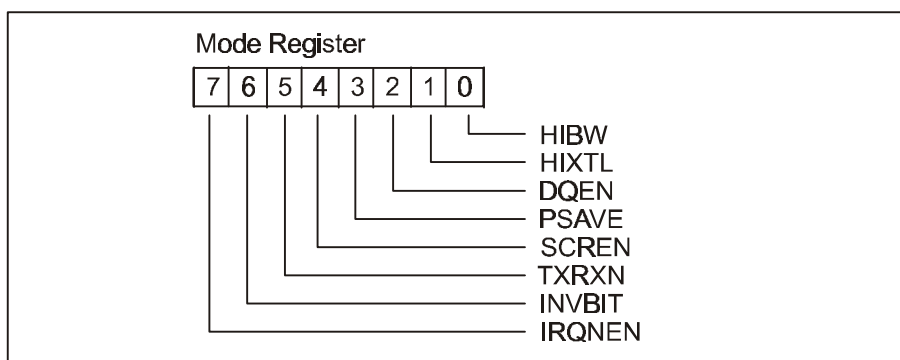 Mode Register
7 6 5 4 3 2 1 0
HIBW
HIXTL
DQEN
PSAVE
SCREN
TXRXN
INVBIT
IRQNEN